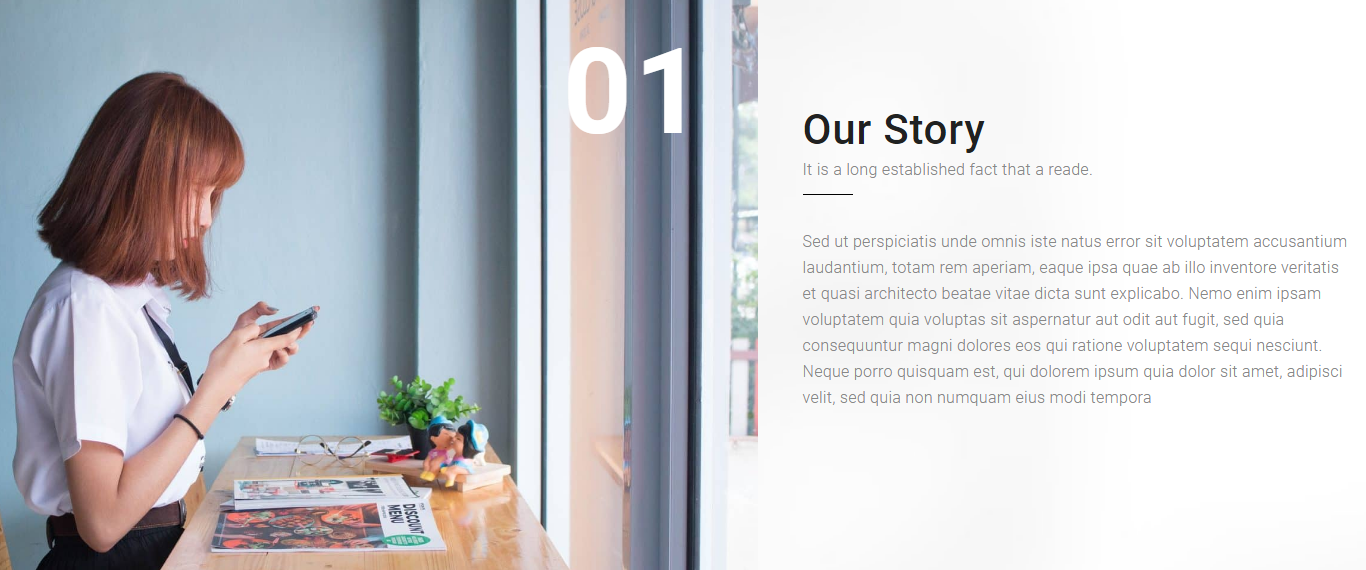 01
Our Story
It is a long established fact that a reade.
Sed ut perspiciatis unde omnis iste natus error sit voluptatem accusantium
laudantium, totam rem aperiam, eaque ipsa quae ab illo inventore veritatis
et quasi architecto beatae vitae dicta sunt explicabo. Nemo enim ipsam
voluptatem quia voluptas sit aspernatur aut odit aut fugit, sed quia
consequuntur magni dolores eos qui ratione voluptatem sequi nesciunt.
Neque porro quisquam est, qui dolorem ipsum quia dolor sit amet, adipisci
velit, sed quia non numquam eius modi tempora
DISCOUNT
MENU